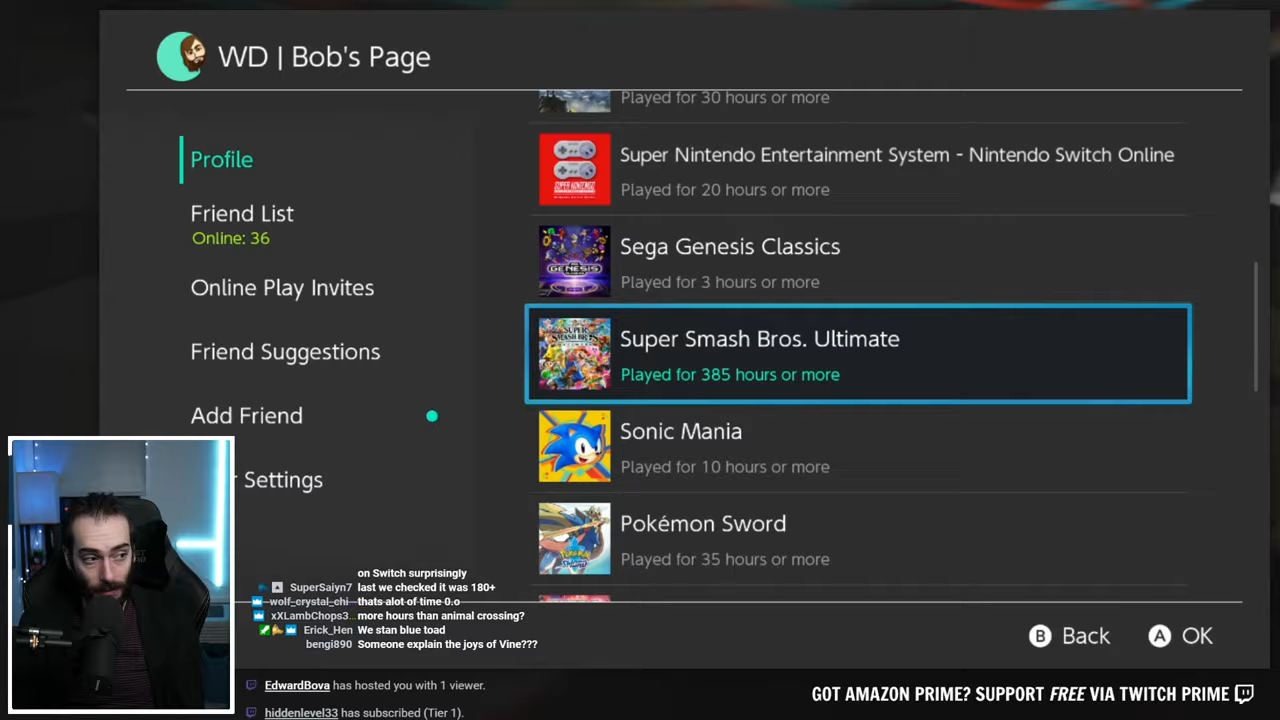 WD | Bob's Page
Played for 30 hours or more
Profile
Super Nintendo Entertainment System - Nintendo Switch Online
Played for 20 hours or more
Friend List
Online: 36
Sega Genesis Classics
Played for 3 hours or more
Online Play Invites
Super Smash Bros. Ultimate
Played for 385 hours or more
Friend Suggestions
Add Friend
Sonic Mania
Played for 10 hours or more
Settings
Pokémon Sword
Played for 35 hours or more
on Switch surprisingly
SuperSaiyn7 last we checked it was 180+
wolf_crystal_chi thats alot of time 0.o
xXLambChops3... more hours than animal crossing?
Erick_Hen We stan blue toad
bengi890 Someone explain the joys of Vine???
B Back A OK
EdwardBova has hosted you with 1 viewer.
hiddenlevel33 has subscribed (Tier 1).
GOT AMAZON PRIME? SUPPORT FREE VIA TWITCH PRIME